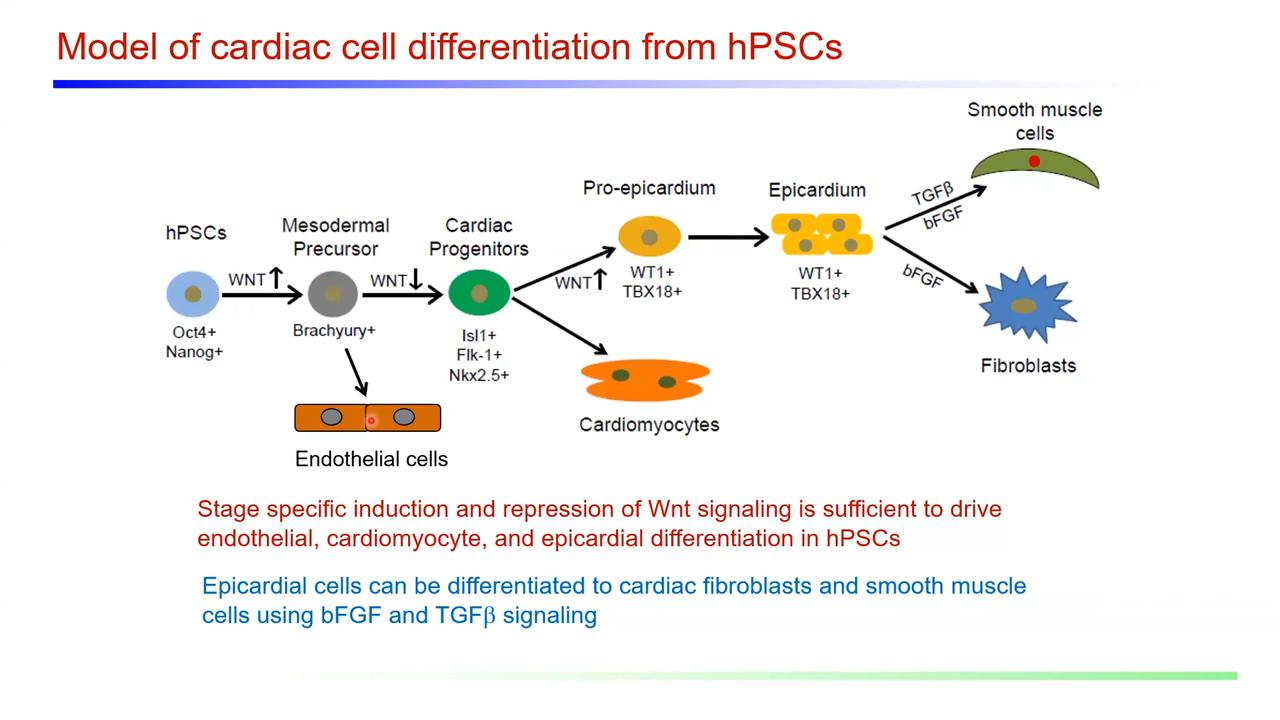 Model of cardiac cell differentiation from hPSCs
Smooth muscle
cells
Pro-epicardium
Epicardium
TGFβ
bFGF
hPSCs
Mesodermal
Precursor
Cardiac
Progenitors
WNT↑
WNT↓
WNT↑
WT1+
TBX18+
WT1+
TBX18+
bFGF
Oct4+
Nanog+
Brachyury+
Isl1+
Flk-1+
Nkx2.5+
Fibroblasts
Cardiomyocytes
Endothelial cells
Stage specific induction and repression of Wnt signaling is sufficient to drive
endothelial, cardiomyocyte, and epicardial differentiation in hPSCs
Epicardial cells can be differentiated to cardiac fibroblasts and smooth muscle
cells using bFGF and TGFβ signaling